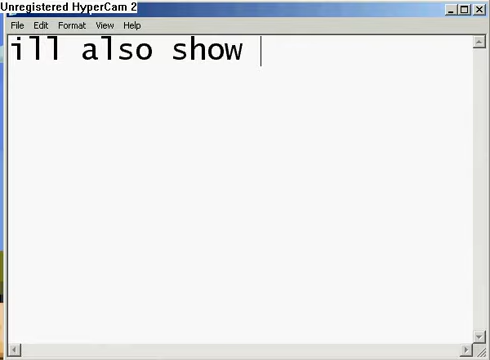 Unregistered HyperCam 2
File Edit Format View Help
ill also show